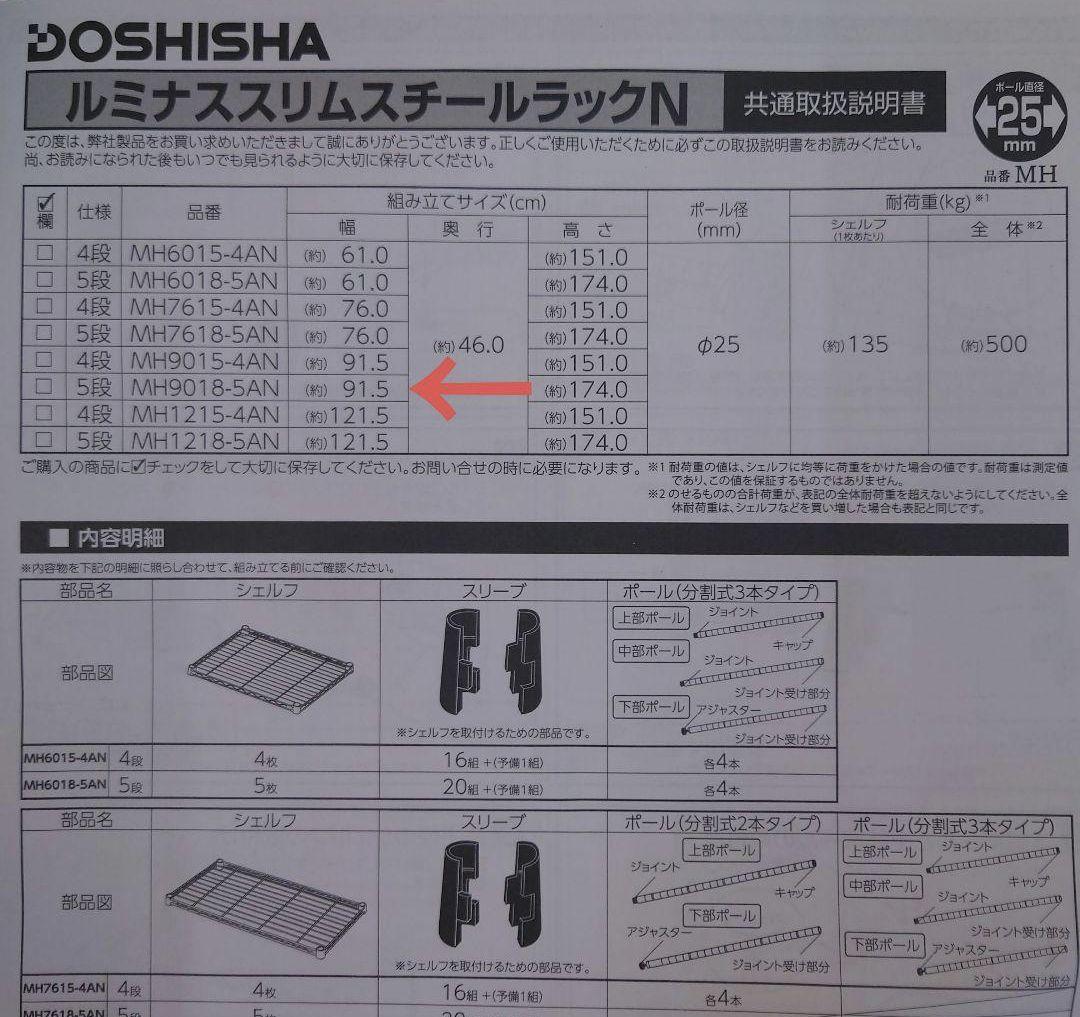 DOSHISHA
ルミナススリムスチールラックN 共通取扱説明書
ポール直径
25
mm
品番 MH
この度は、弊社製品をお買い求めいただきまして誠にありがとうございます。正しくご使用いただくために必ずこの取扱説明書をお読みください。
尚、お読みになられた後もいつでも見られるように大切に保存してください。
☑欄 仕様 品番 組み立てサイズ(cm) ポール径(mm) 耐荷重(kg)※1
幅 奥行 高さ シェルフ(1枚あたり) 全体※2
□ 4段 MH6015-4AN (約) 61.0 (約)151.0
□ 5段 MH6018-5AN (約) 61.0 (約)174.0
□ 4段 MH7615-4AN (約) 76.0 (約)151.0
□ 5段 MH7618-5AN (約) 76.0 (約)174.0
(約)46.0 φ25 (約)135 (約)500
□ 4段 MH9015-4AN (約) 91.5 (約)151.0
□ 5段 MH9018-5AN (約) 91.5 (約)174.0
□ 4段 MH1215-4AN (約)121.5 (約)151.0
□ 5段 MH1218-5AN (約)121.5 (約)174.0
ご購入の商品に☑チェックをして大切に保存してください。お問い合せの時に必要になります。
※1 耐荷重の値は、シェルフに均等に荷重をかけた場合の値です。耐荷重は測定値
であり、この値を保証するものではありません。
※2 のせるものの合計荷重が、表記の全体耐荷重を超えないようにしてください。全
体耐荷重は、シェルフなどを買い増した場合も表記と同じです。
■ 内容明細
※内容物を下記の明細に照らし合わせて、組み立てる前にご確認ください。
部品名 シェルフ スリーブ ポール(分割式3本タイプ)
部品図
※シェルフを取付けるための部品です。
上部ポール ジョイント キャップ
中部ポール ジョイント ジョイント受け部分
下部ポール アジャスター ジョイント受け部分
MH6015-4AN 4段 4枚 16組+(予備1組) 各4本
MH6018-5AN 5段 5枚 20組+(予備1組) 各4本
部品名 シェルフ スリーブ ポール(分割式2本タイプ) ポール(分割式3本タイプ)
部品図
※シェルフを取付けるための部品です。
上部ポール ジョイント キャップ
下部ポール アジャスター ジョイント受け部分
上部ポール ジョイント キャップ
中部ポール ジョイント ジョイント受け部分
下部ポール アジャスター ジョイント受け部分
MH7615-4AN 4段 4枚 16組+(予備1組) 各4本
MH7618-5AN 5段